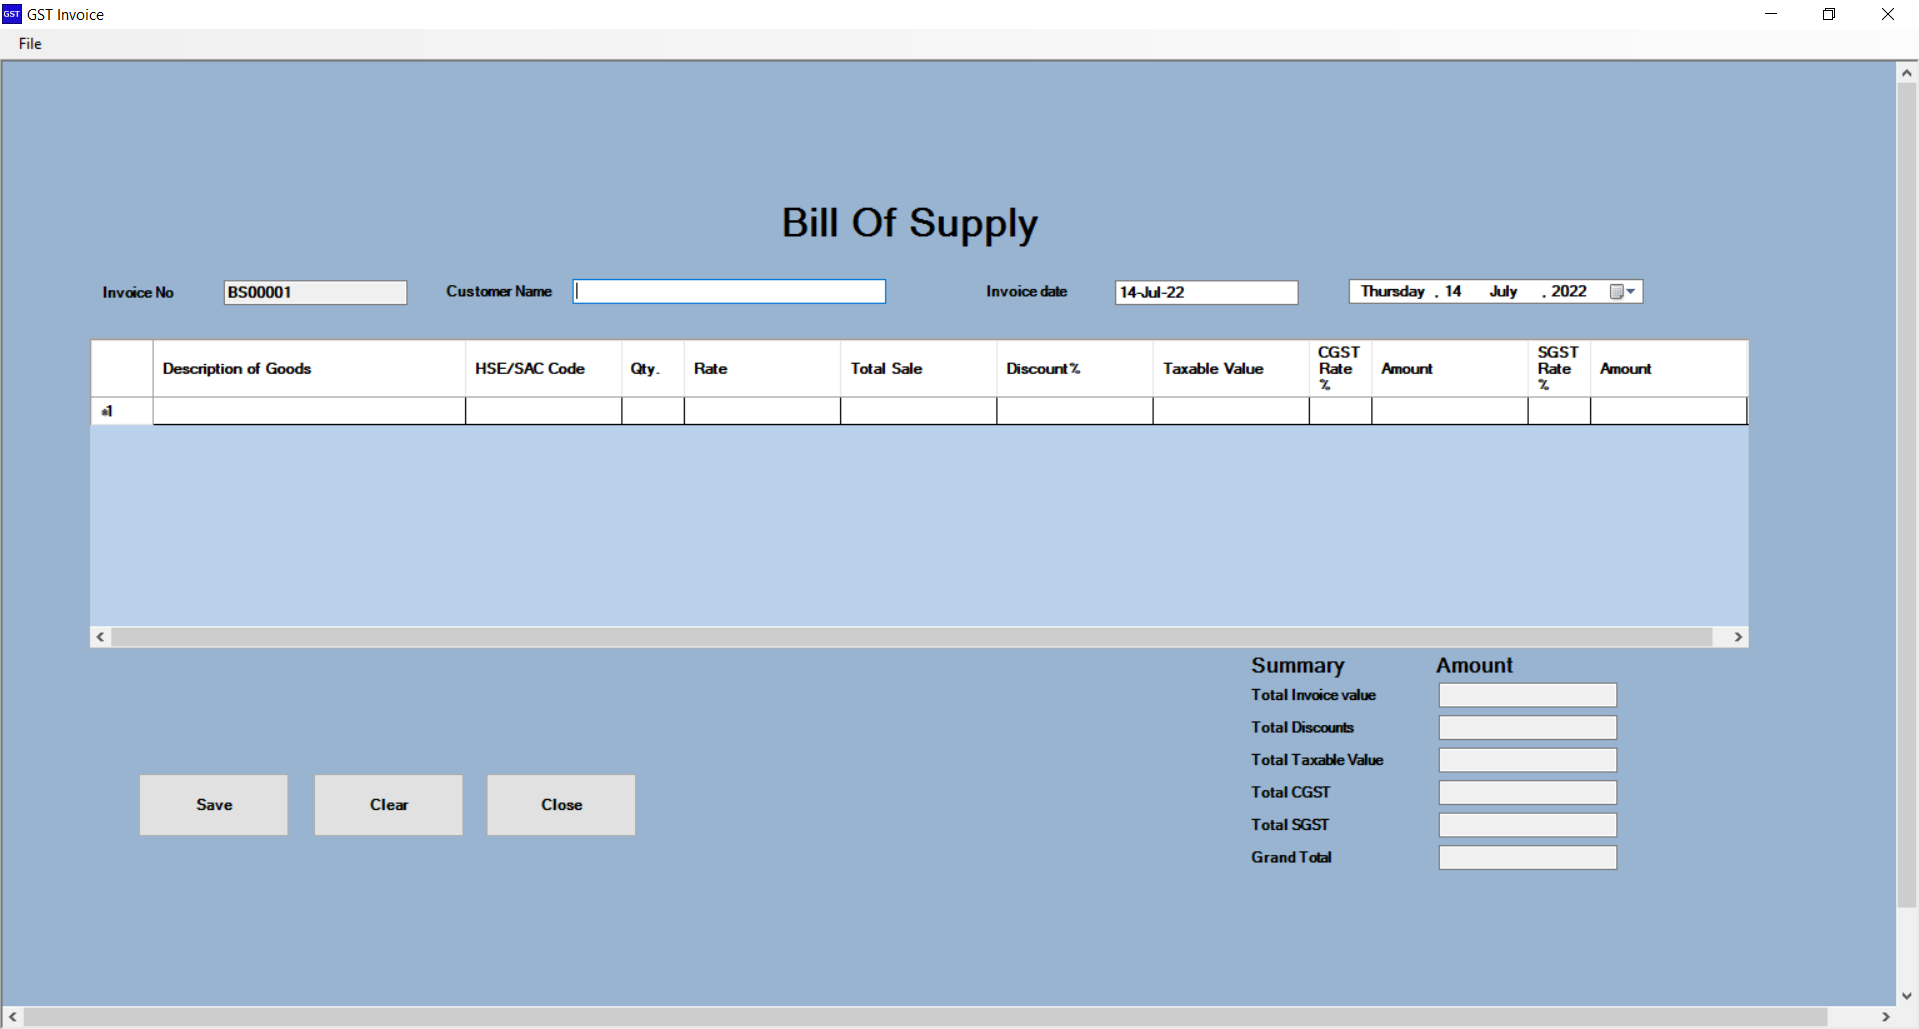 GST GST Invoice
File
Bill Of Supply
Invoice No BS00001 Customer Name Invoice date 14-Jul-22 Thursday , 14 July , 2022
Description of Goods HSE/SAC Code Qty. Rate Total Sale Discount% Taxable Value CGST Rate % Amount SGST Rate % Amount
*1
Summary Amount
Total Invoice value
Total Discounts
Total Taxable Value
Total CGST
Total SGST
Grand Total
Save Clear Close